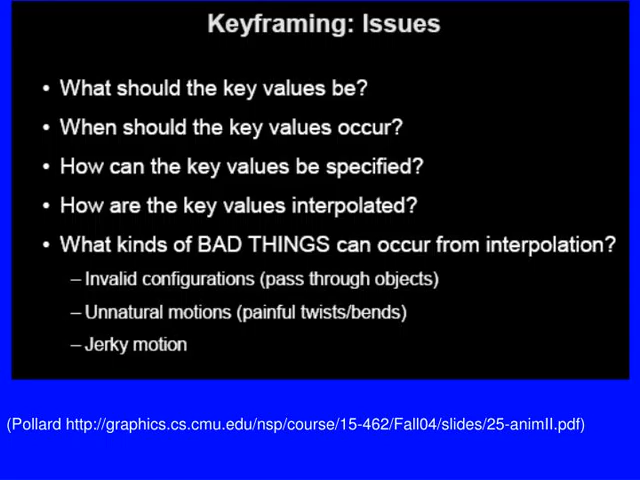 Keyframing: Issues
• What should the key values be?
• When should the key values occur?
• How can the key values be specified?
• How are the key values interpolated?
• What kinds of BAD THINGS can occur from interpolation?
– Invalid configurations (pass through objects)
– Unnatural motions (painful twists/bends)
– Jerky motion
(Pollard http://graphics.cs.cmu.edu/nsp/course/15-462/Fall04/slides/25-animII.pdf)